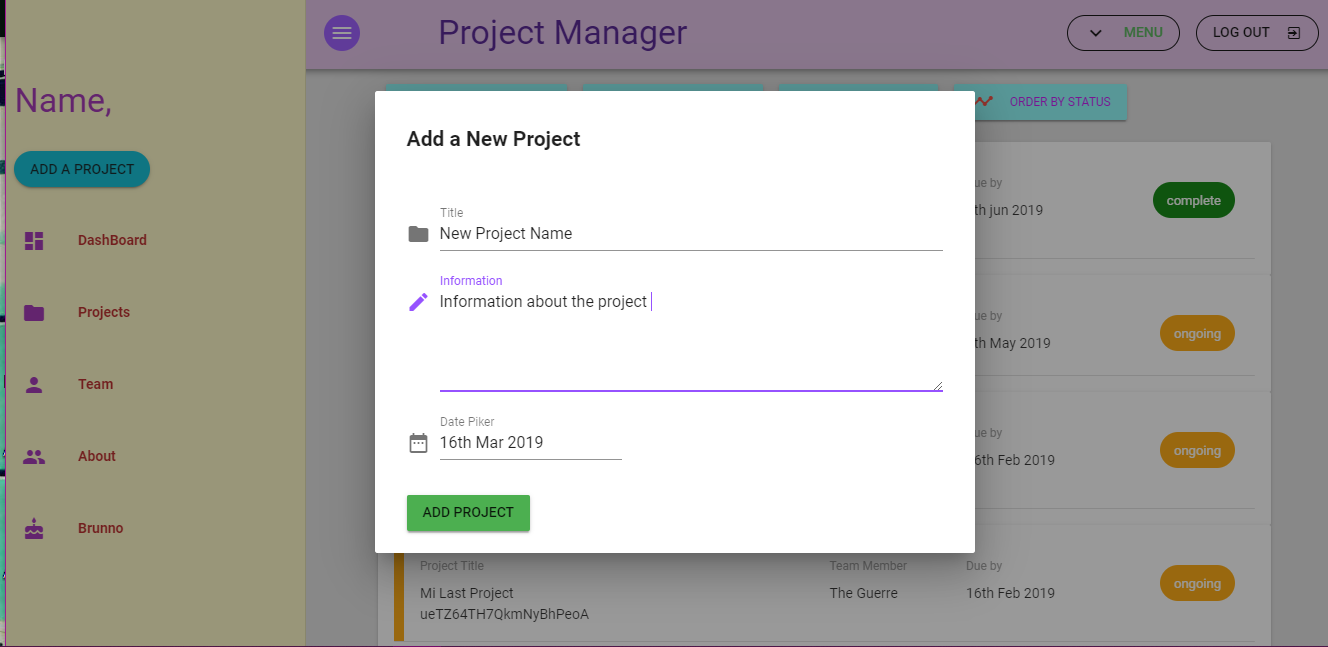 Project Manager
MENU
LOG OUT
Name,
ADD A PROJECT
DashBoard
Projects
Team
About
Brunno
ORDER BY STATUS
Add a New Project
Title
New Project Name
Information
Information about the project
Date Piker
16th Mar 2019
ADD PROJECT
ue by
th jun 2019
complete
ue by
th May 2019
ongoing
ue by
6th Feb 2019
ongoing
Project Title
Team Member
Due by
Mi Last Project
The Guerre
16th Feb 2019
ongoing
ueTZ64TH7QkmNyBhPeoA